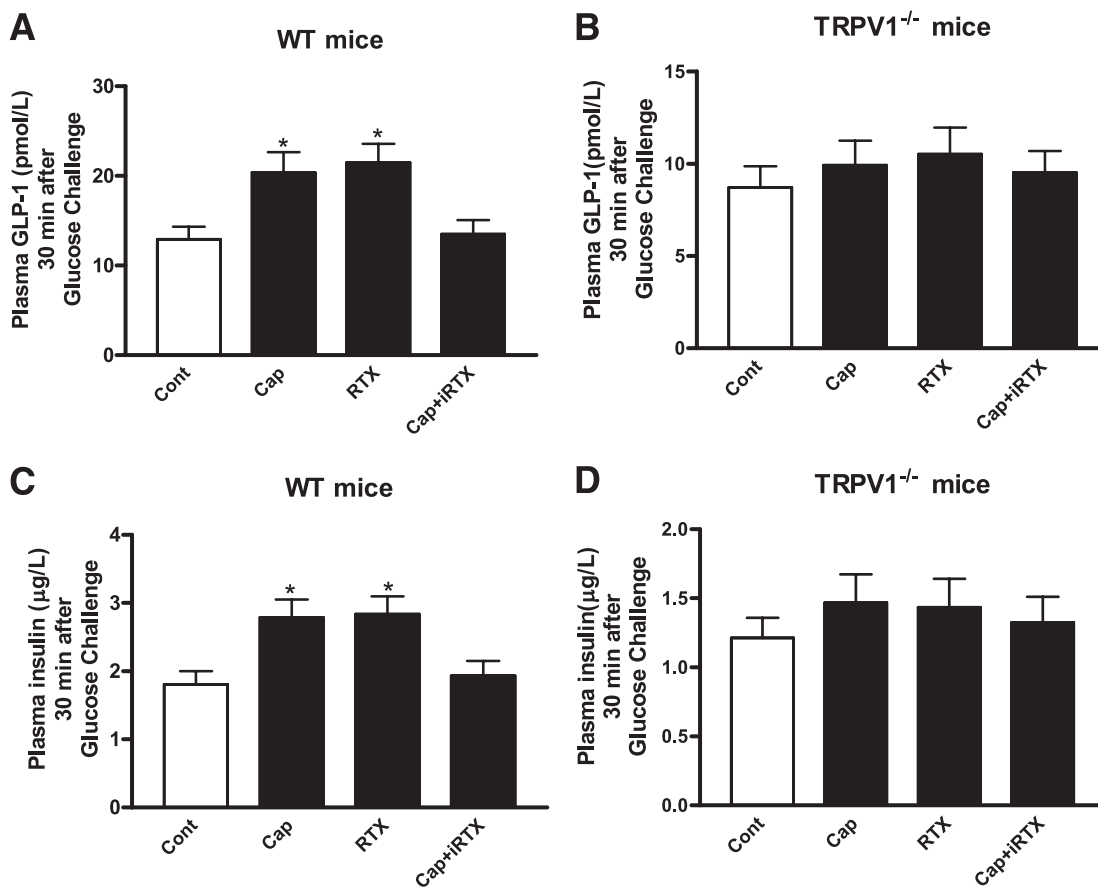 A
WT mice
Plasma GLP-1 (pmol/L)
30 min after
Glucose Challenge
30
20
10
0
*
*
Cont
Cap
RTX
Cap+iRTX
B
TRPV1-/- mice
Plasma GLP-1(pmol/L)
30 min after
Glucose Challenge
15
10
5
0
Cont
Cap
RTX
Cap+iRTX
C
WT mice
Plasma insulin (μg/L)
30 min after
Glucose Challenge
4
3
2
1
0
*
*
Cont
Cap
RTX
Cap+iRTX
D
TRPV1-/- mice
Plasma insulin(μg/L)
30 min after
Glucose Challenge
2.0
1.5
1.0
0.5
0.0
Cont
Cap
RTX
Cap+iRTX